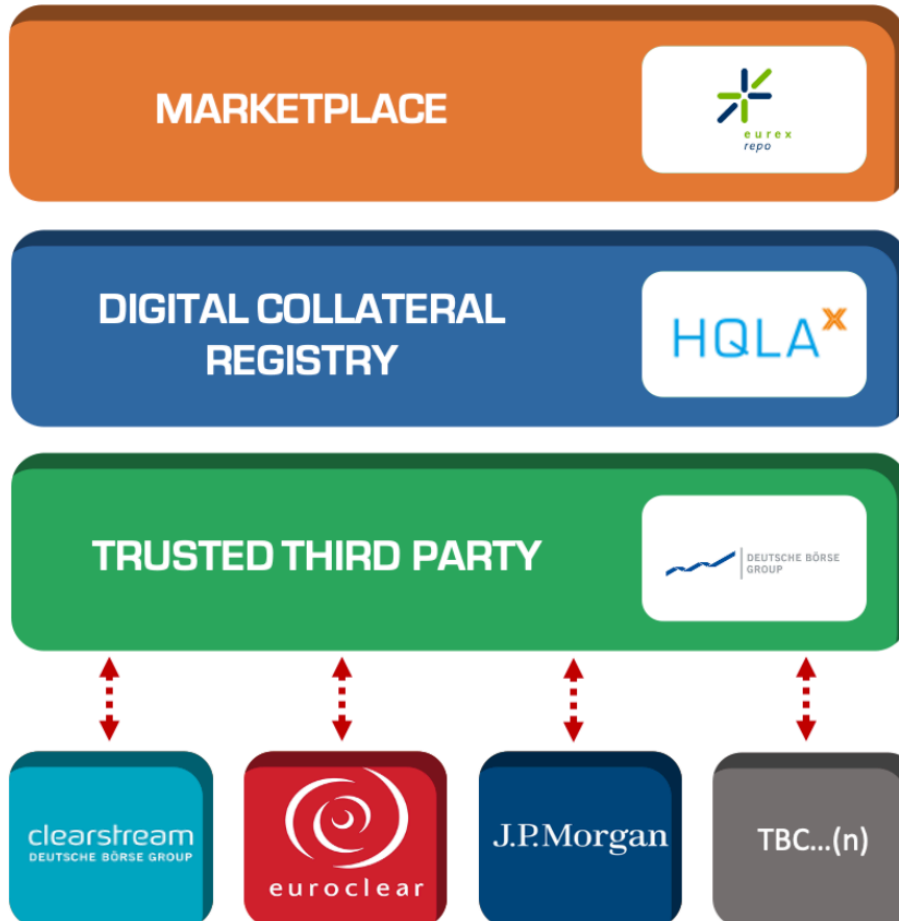 MARKETPLACE
eurex
repo
DIGITAL COLLATERAL
REGISTRY
HQLAX
TRUSTED THIRD PARTY
DEUTSCHE BÖRSE
GROUP
clearstream
DEUTSCHE BÖRSE GROUP
euroclear
J.P.Morgan
TBC...(n)